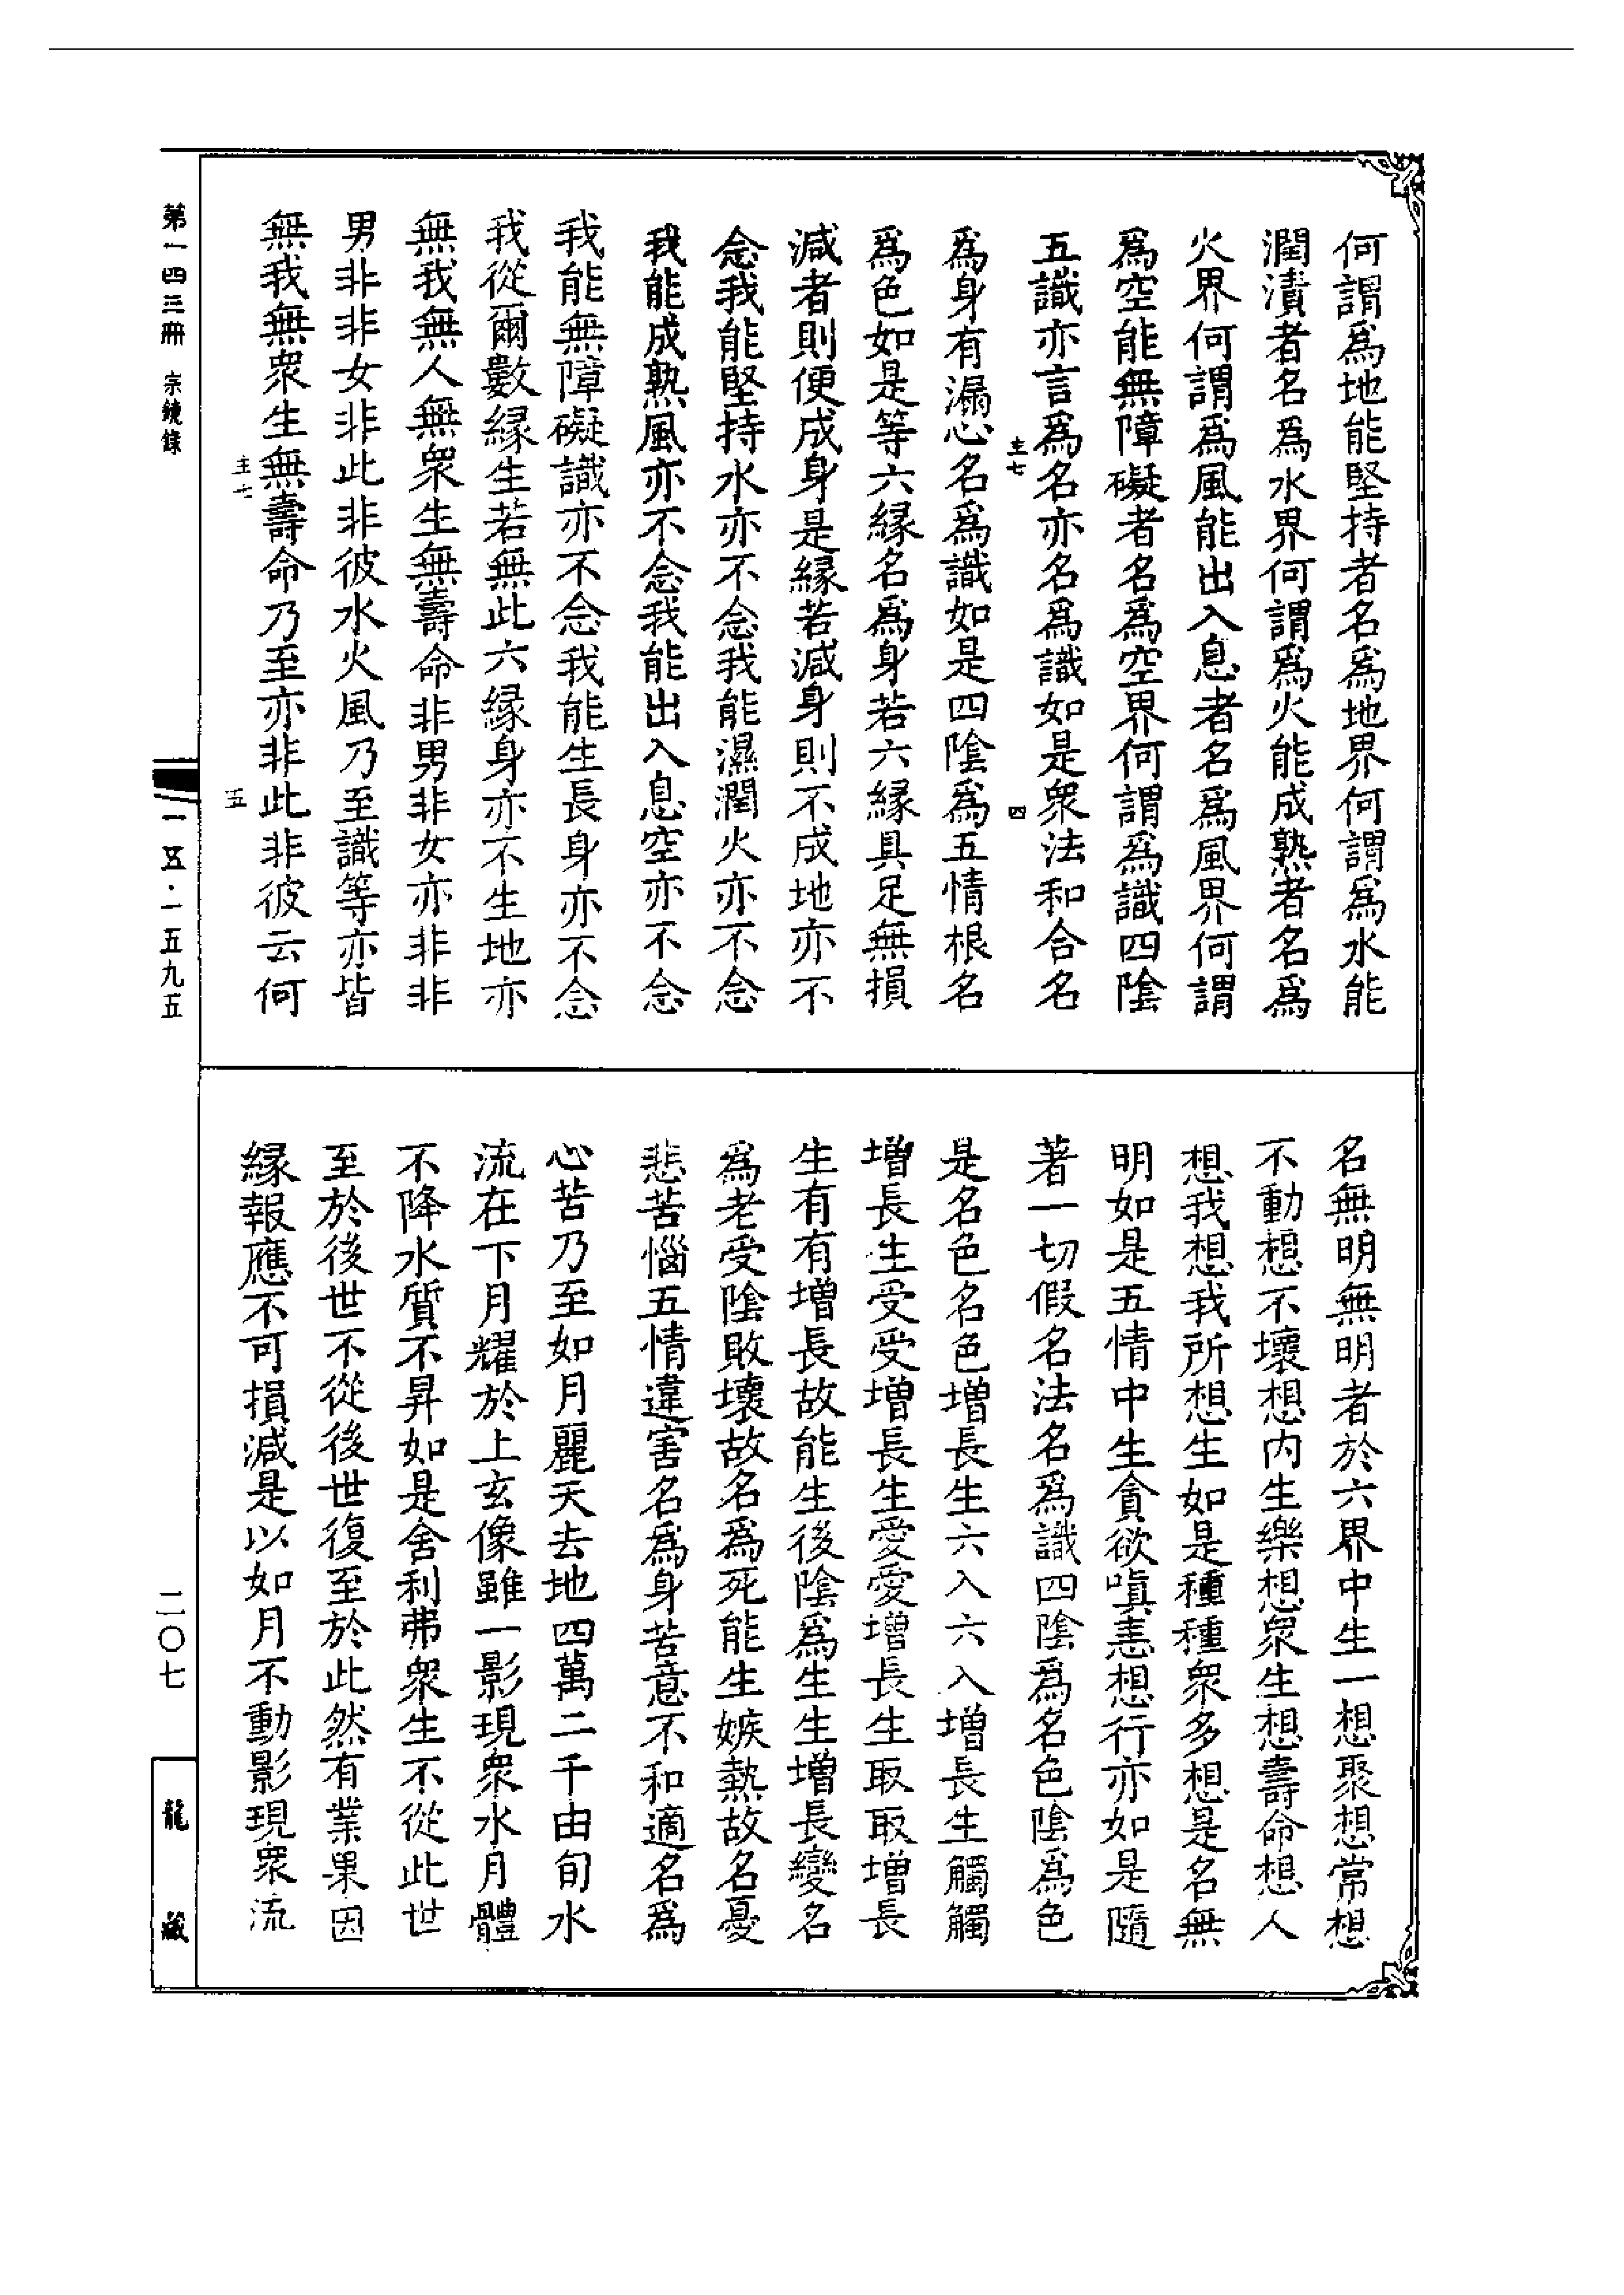 何謂爲地能堅持者名爲地界何謂爲水能
潤漬者名爲水界何謂爲火能成熟者名爲
火界何謂爲風能出入息者名爲風界何謂
爲空能無障礙者名爲空界何謂爲識四陰
五識亦言爲名亦名爲識如是衆法和合名
主七
四
爲身有漏心名爲識如是四陰爲五情根名
爲色如是等六緣名爲身若六緣具足無損
減者則便成身是緣若減身則不成地亦不
念我能堅持水亦不念我能濕潤火亦不念
我能成熟風亦不念我能出入息空亦不念
我能無障礙識亦不念我能生長身亦不念
我從爾數緣生若無此六緣身亦不生地亦
無我無人無衆生無壽命非男非女亦非非
男非非女非此非彼水火風乃至識等亦皆
無我無衆生無壽命乃至亦非此非彼云何
主七
五
名無明無明者於六界中生一想聚想常想
不動想不壞想内生樂想衆生想壽命想人
想我想我所想生如是種種衆多想是名無
明如是五情中生貪欲嗔恚想行亦如是隨
著一切假名法名爲識四陰爲名色陰爲色
是名色名色增長生六入六入增長生觸觸
增長生受受增長生愛愛增長生取取增長
生有有增長故能生後陰爲生生增長變名
爲老受陰敗壞故名爲死能生嫉熱故名憂
悲苦惱五情違害名爲身苦意不和適名爲
心苦乃至如月麗天去地四萬二千由旬水
流在下月耀於上玄像雖一影現衆水月體
不降水質不昇如是舍利弗衆生不從此世
至於後世不從後世復至於此然有業果因
緣報應不可損減是以如月不動影現衆流
第一四三冊 宗鏡錄
一五·一五九五
二〇七
龍藏